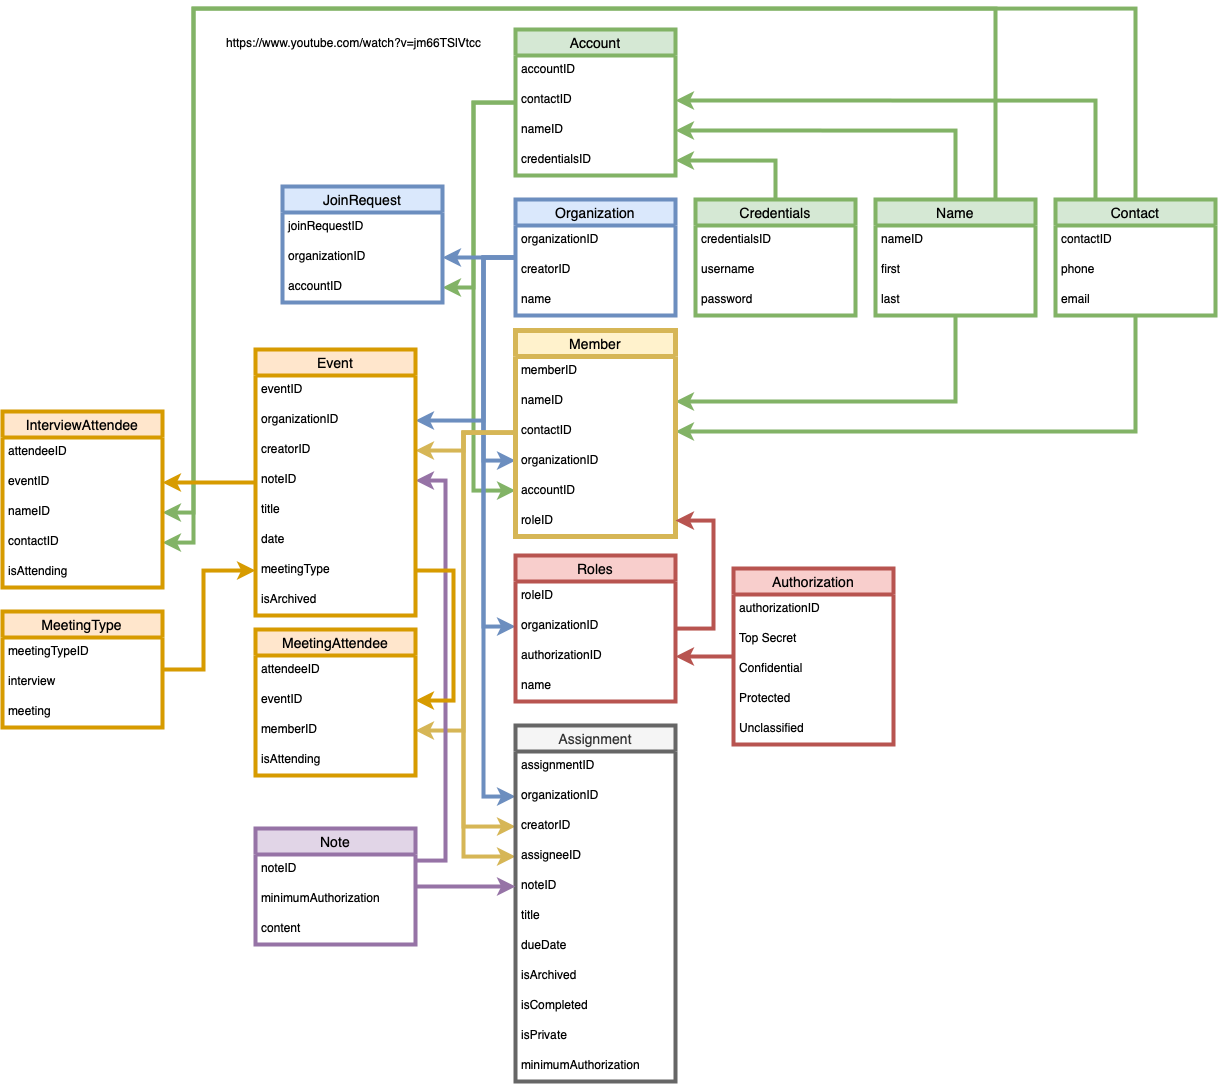 https://www.youtube.com/watch?v=jm66TSlVtcc
Account
accountID
contactID
nameID
credentialsID
JoinRequest
joinRequestID
organizationID
accountID
Organization
organizationID
creatorID
name
Credentials
credentialsID
username
password
Name
nameID
first
last
Contact
contactID
phone
email
Member
memberID
nameID
contactID
organizationID
accountID
roleID
Event
eventID
organizationID
creatorID
noteID
title
date
meetingType
isArchived
InterviewAttendee
attendeeID
eventID
nameID
contactID
isAttending
MeetingType
meetingTypeID
interview
meeting
MeetingAttendee
attendeeID
eventID
memberID
isAttending
Roles
roleID
organizationID
authorizationID
name
Authorization
authorizationID
Top Secret
Confidential
Protected
Unclassified
Assignment
assignmentID
organizationID
creatorID
assigneeID
noteID
title
dueDate
isArchived
isCompleted
isPrivate
minimumAuthorization
Note
noteID
minimumAuthorization
content